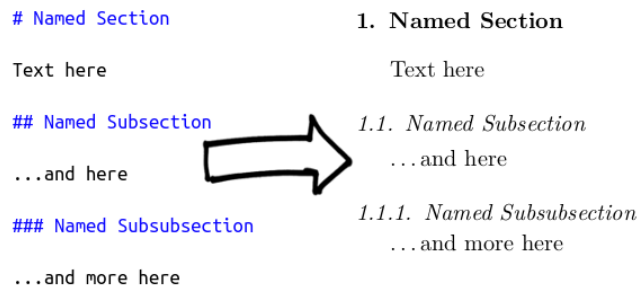 # Named Section
Text here
## Named Subsection
...and here
### Named Subsubsection
...and more here
1. Named Section
Text here
1.1. Named Subsection
...and here
1.1.1. Named Subsubsection
...and more here